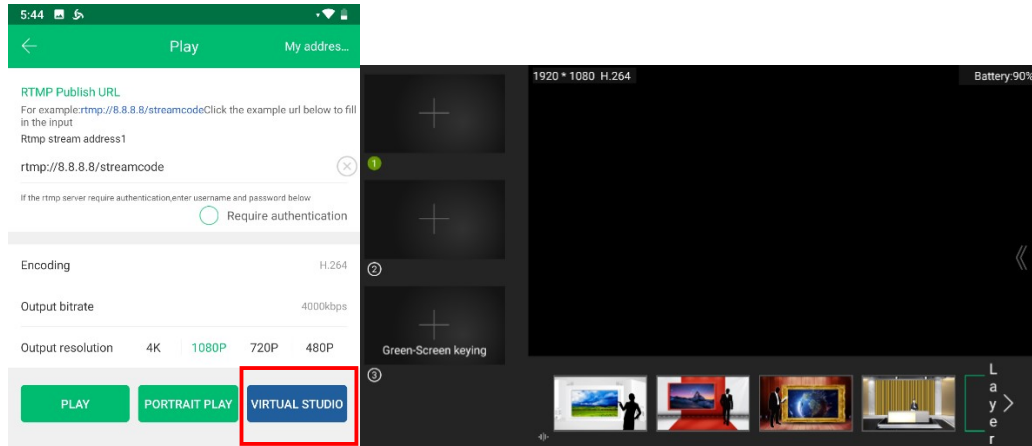 5:44
Play
My addres...
RTMP Publish URL
For example:rtmp://8.8.8.8/streamcodeClick the example url below to fill
in the input
Rtmp stream address1
rtmp://8.8.8.8/streamcode
If the rtmp server require authentication,enter username and password below
Require authentication
Encoding H.264
Output bitrate 4000kbps
Output resolution 4K 1080P 720P 480P
PLAY PORTRAIT PLAY VIRTUAL STUDIO
1920 * 1080 H.264
Battery:90%
1
2
Green-Screen keying
3
Layer